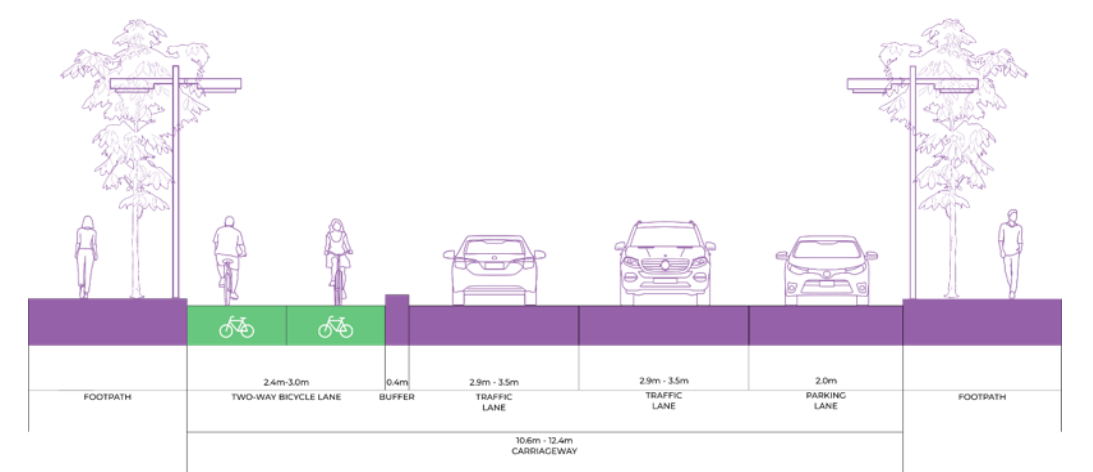 2.4m-3.0m
0.4m
2.9m - 3.5m
2.9m - 3.5m
2.0m
FOOTPATH
TWO-WAY BICYCLE LANE
BUFFER
TRAFFIC
LANE
TRAFFIC
LANE
PARKING
LANE
FOOTPATH
10.6m - 12.4m
CARRIAGEWAY